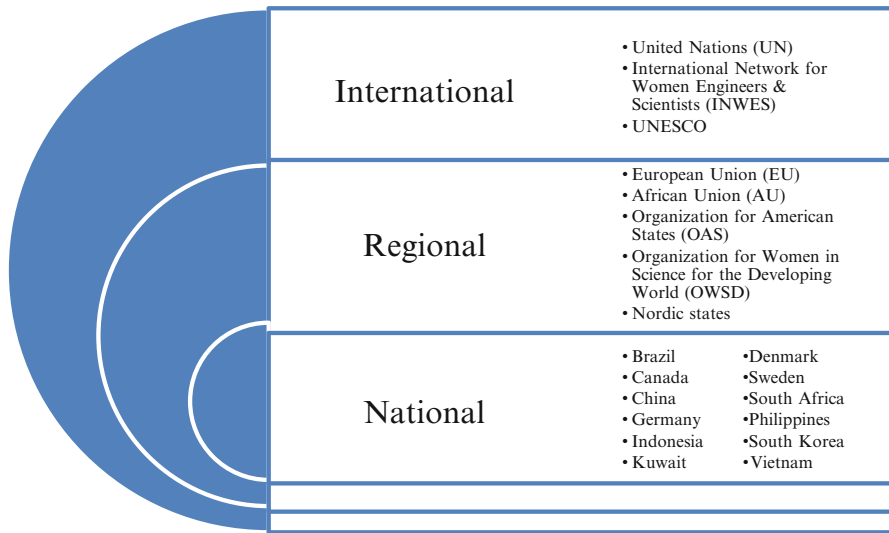 International
• United Nations (UN)
• International Network for
Women Engineers &
Scientists (INWES)
• UNESCO
Regional
• European Union (EU)
• African Union (AU)
• Organization for American
States (OAS)
• Organization for Women in
Science for the Developing
World (OWSD)
• Nordic states
National
• Brazil
• Canada
• China
• Germany
• Indonesia
• Kuwait
•Denmark
•Sweden
•South Africa
•Philippines
•South Korea
•Vietnam